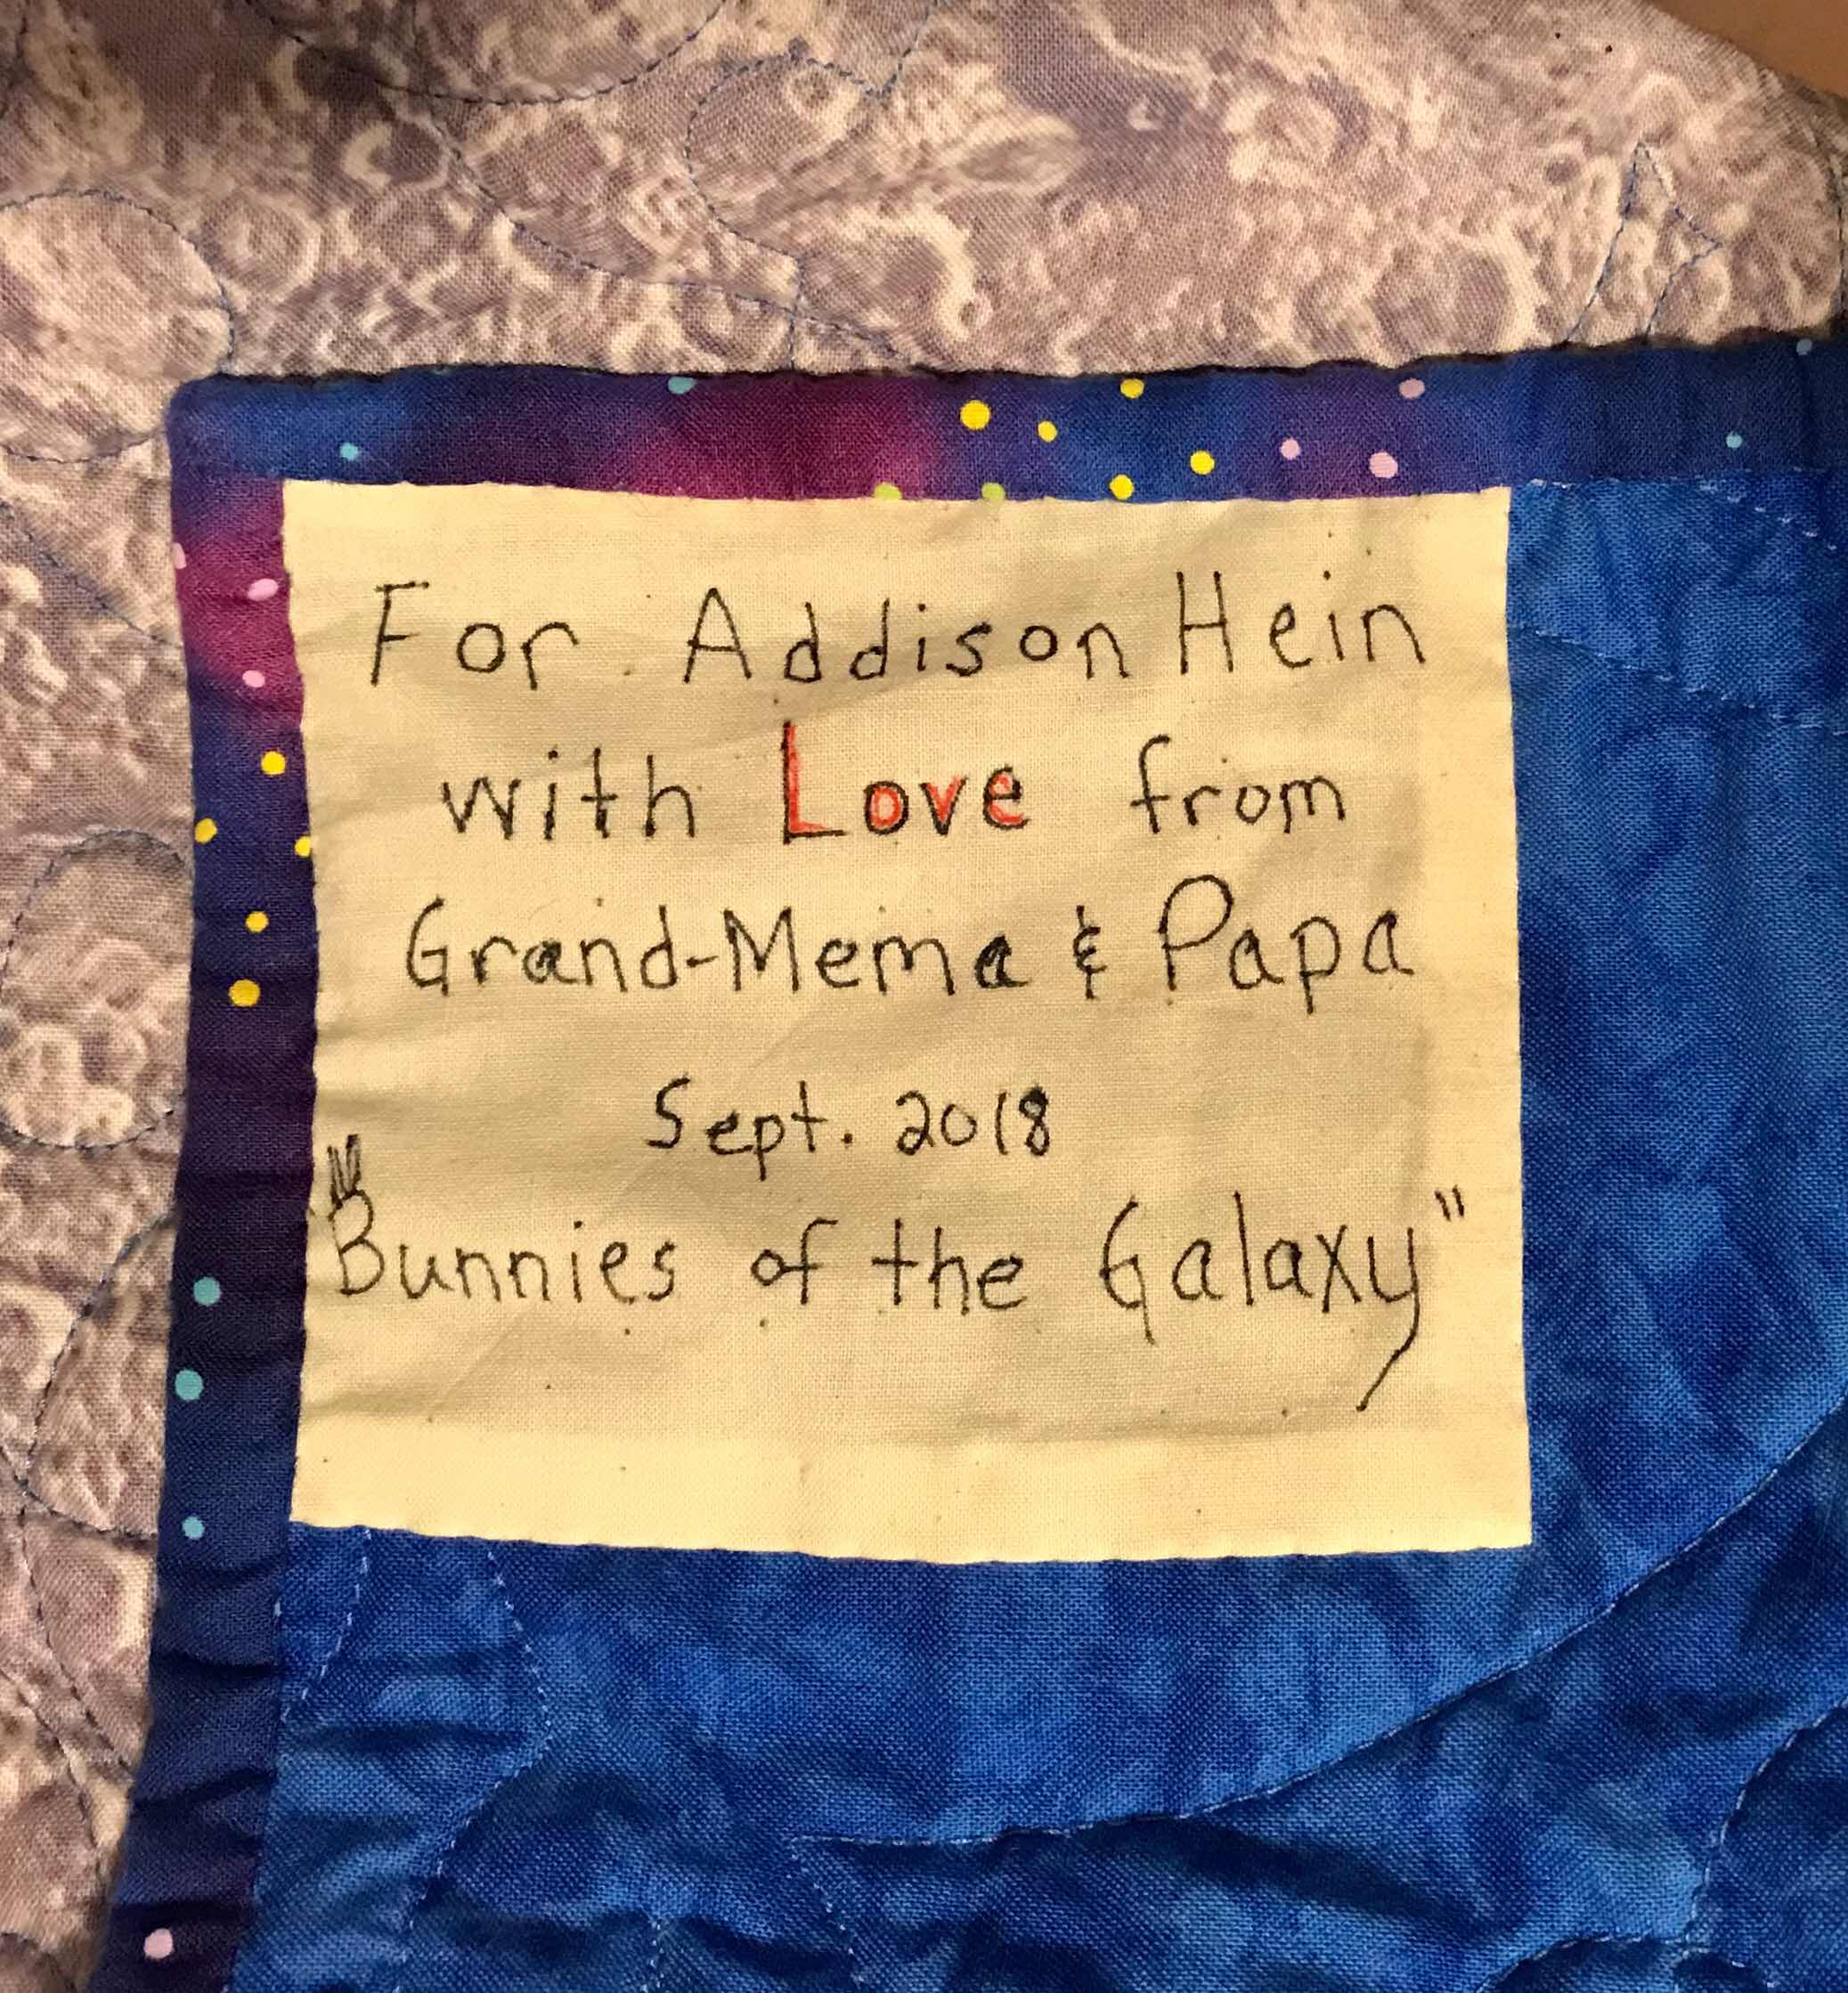 For Addison Hein
with Love from
Grand-Mema & Papa
Sept. 2018
"Bunnies of the Galaxy"